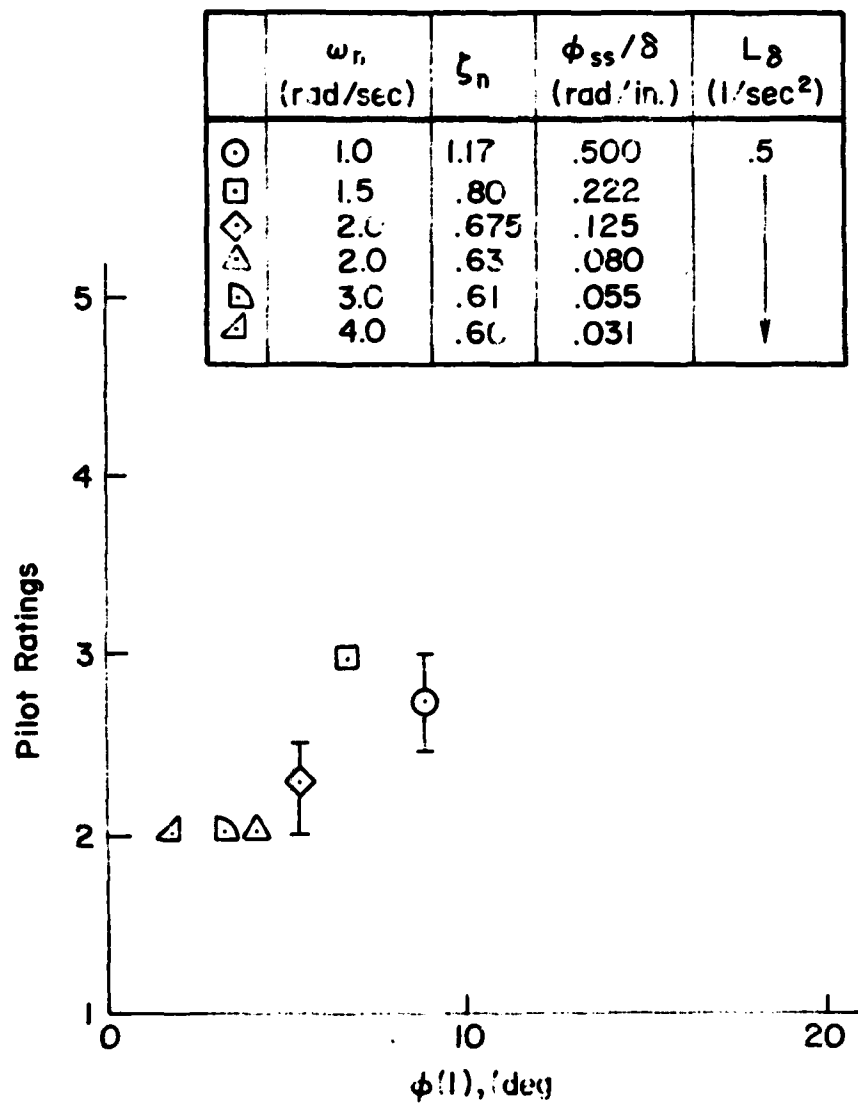 ωn ζn φss/δ Lδ
(rad/sec) (rad/in.) (1/sec²)
1.0 1.17 .500 .5
1.5 .80 .222
2.0 .675 .125
2.0 .63 .080
3.0 .61 .055
4.0 .60 .031
5
4
3
2
1
Pilot Ratings
0 10 20
φ(1), (deg